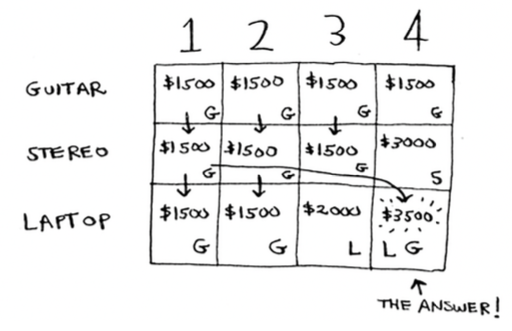 1 2 3 4
GUITAR $1500 G $1500 G $1500 G $1500 G
STEREO $1500 G $1500 G $1500 G $3000 S
LAPTOP $1500 G $1500 G $2000 L $3500 L G
THE ANSWER!